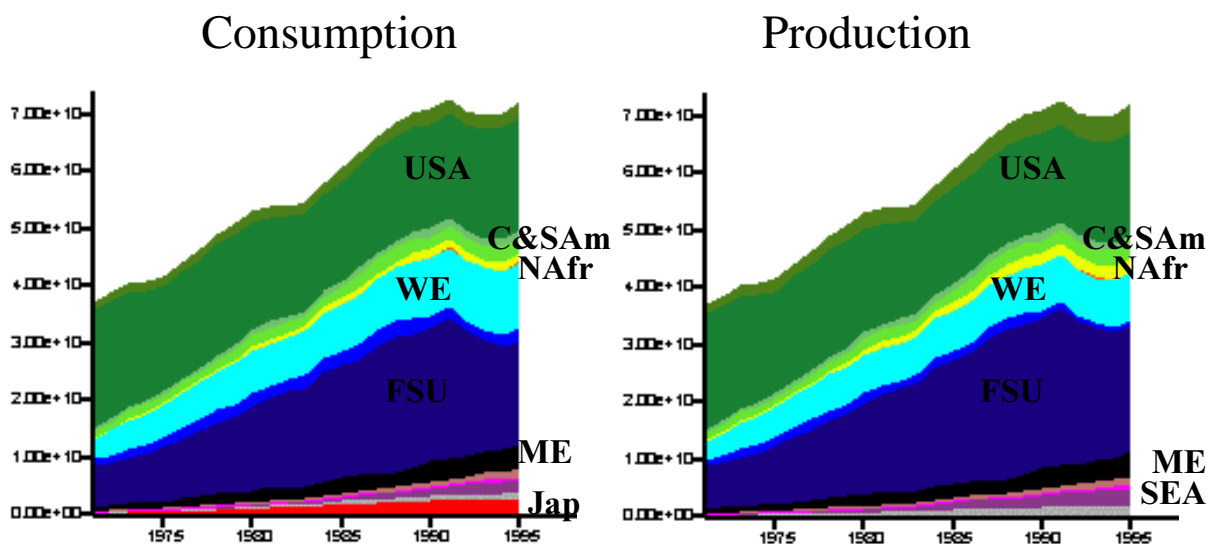 Consumption
7.00e+10
6.00e+10
5.00e+10
4.00e+10
3.00e+10
2.00e+10
1.00e+10
0.00e+00
USA
C&SAm
NAfr
WE
FSU
ME
Jap
1975 1980 1985 1990 1995
Production
7.00e+10
6.00e+10
5.00e+10
4.00e+10
3.00e+10
2.00e+10
1.00e+10
0.00e+00
USA
C&SAm
NAfr
WE
FSU
ME
SEA
1975 1980 1985 1990 1995